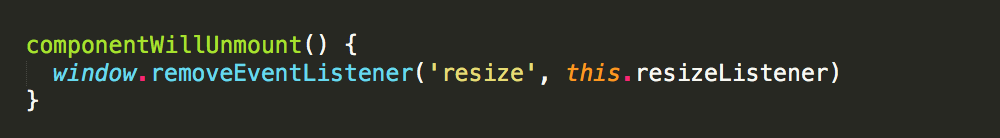 componentWillUnmount() {
  window.removeEventListener('resize', this.resizeListener)
}